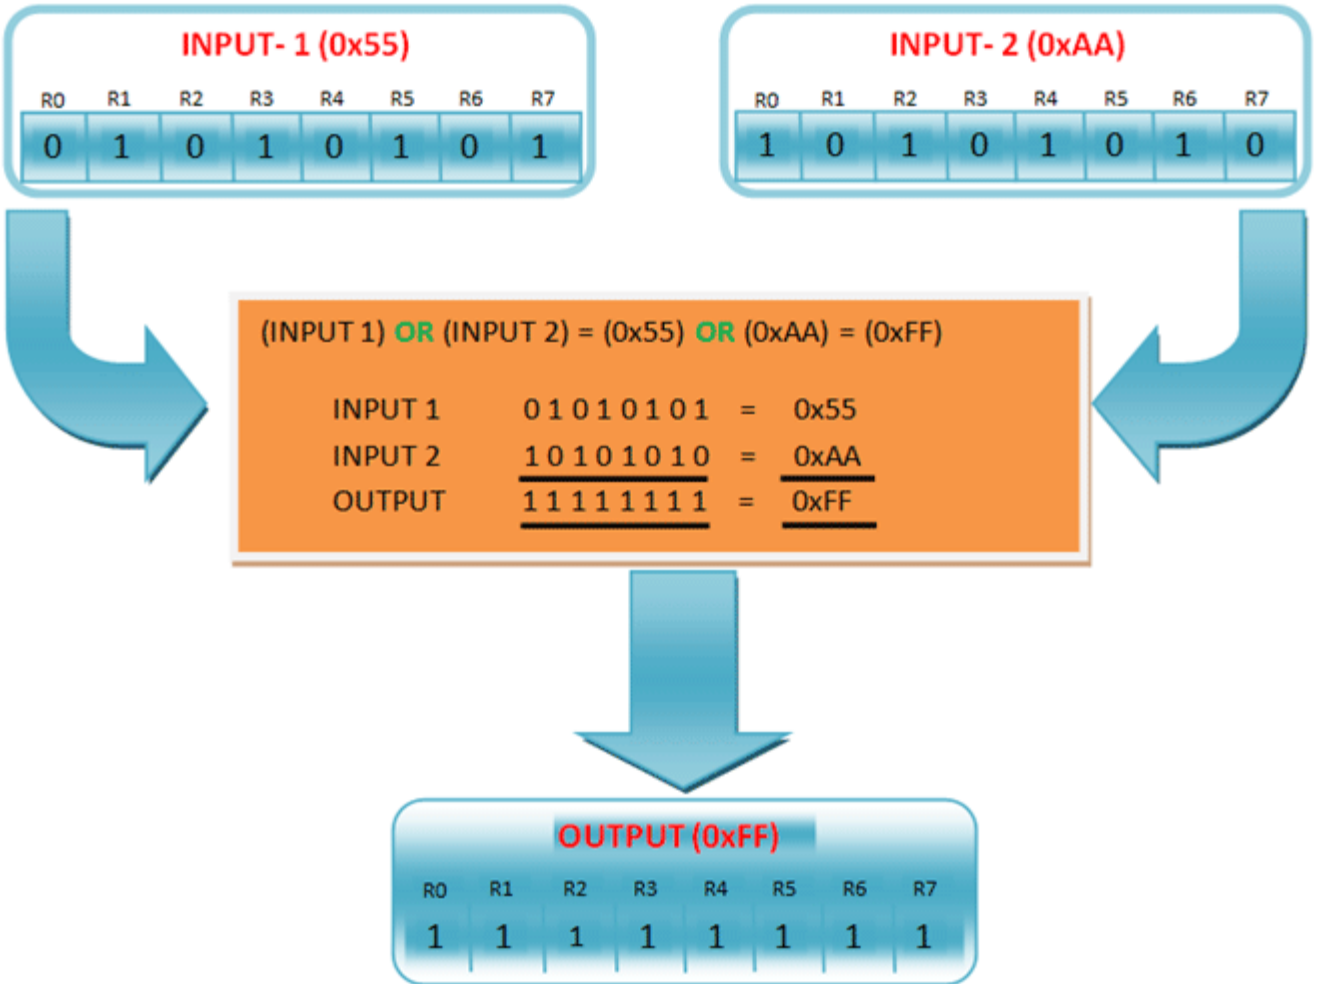 INPUT- 1 (0x55)
R0 R1 R2 R3 R4 R5 R6 R7
0 1 0 1 0 1 0 1
INPUT- 2 (0xAA)
R0 R1 R2 R3 R4 R5 R6 R7
1 0 1 0 1 0 1 0
(INPUT 1) OR (INPUT 2) = (0x55) OR (0xAA) = (0xFF)
INPUT 1 0 1 0 1 0 1 0 1 = 0x55
INPUT 2 1 0 1 0 1 0 1 0 = 0xAA
OUTPUT 1 1 1 1 1 1 1 1 = 0xFF
OUTPUT (0xFF)
R0 R1 R2 R3 R4 R5 R6 R7
1 1 1 1 1 1 1 1